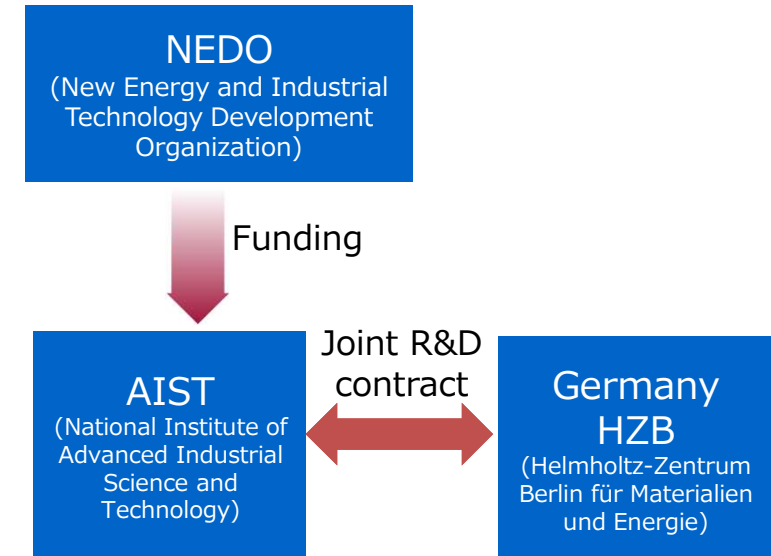 NEDO
(New Energy and Industrial
Technology Development
Organization)
Funding
Joint R&D
contract
AIST
(National Institute of
Advanced Industrial
Science and
Technology)
Germany
HZB
(Helmholtz-Zentrum
Berlin für Materialien
und Energie)